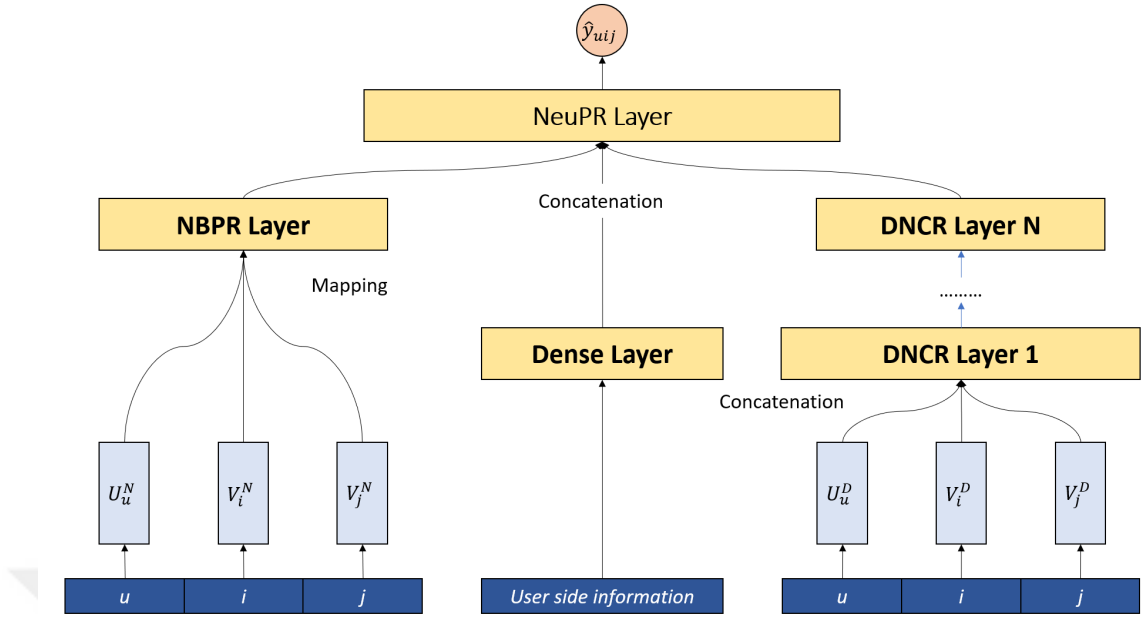 ŷ_uij
NeuPR Layer
Concatenation
NBPR Layer
DNCR Layer N
Mapping
.........
Dense Layer
DNCR Layer 1
Concatenation
U_u^N V_i^N V_j^N
U_u^D V_i^D V_j^D
u i j
User side information
u i j